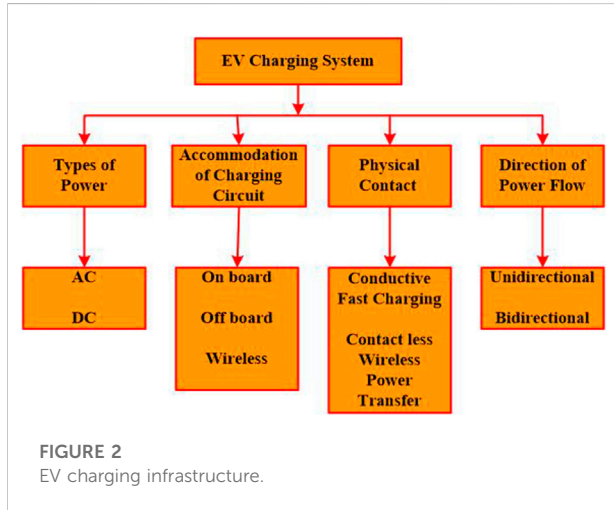 EV Charging System
Types of
Power
Accommodation
of Charging
Circuit
Physical
Contact
Direction of
Power Flow
AC
DC
On board
Off board
Wireless
Conductive
Fast Charging
Contact less
Wireless
Power
Transfer
Unidirectional
Bidirectional
FIGURE 2
EV charging infrastructure.